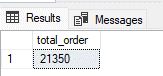 Results Messages
total_order
1 21350